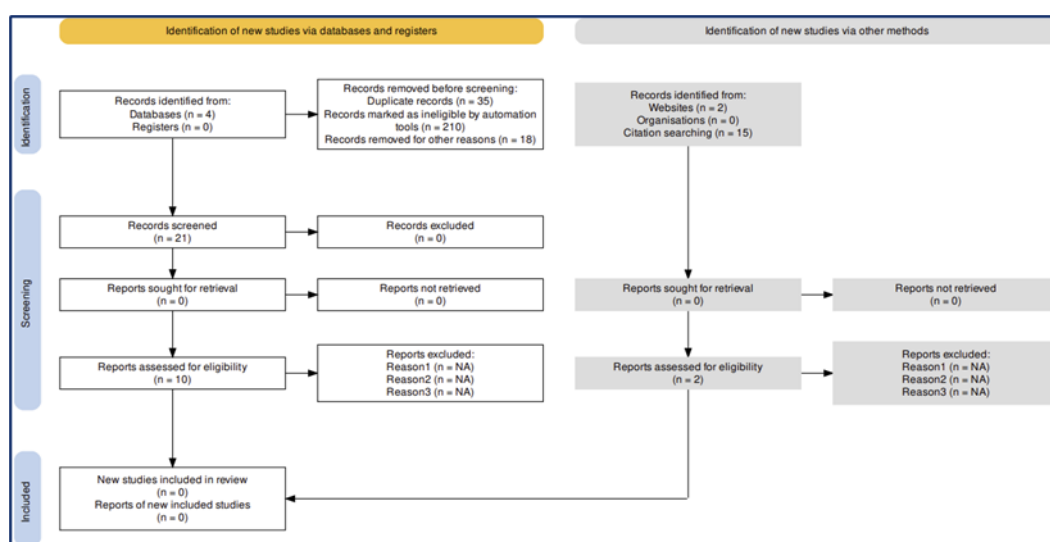 Identification of new studies via databases and registers
Identification of new studies via other methods
Identification
Records identified from:
Databases (n = 4)
Registers (n = 0)
Records removed before screening:
Duplicate records (n = 35)
Records marked as ineligible by automation
tools (n = 210)
Records removed for other reasons (n = 18)
Records identified from:
Websites (n = 2)
Organisations (n = 0)
Citation searching (n = 15)
Screening
Records screened
(n = 21)
Records excluded
(n = 0)
Reports sought for retrieval
(n = 0)
Reports not retrieved
(n = 0)
Reports sought for retrieval
(n = 0)
Reports not retrieved
(n = 0)
Reports assessed for eligibility
(n = 10)
Reports excluded:
Reason1 (n = NA)
Reason2 (n = NA)
Reason3 (n = NA)
Reports assessed for eligibility
(n = 2)
Reports excluded:
Reason1 (n = NA)
Reason2 (n = NA)
Reason3 (n = NA)
Included
New studies included in review
(n = 0)
Reports of new included studies
(n = 0)